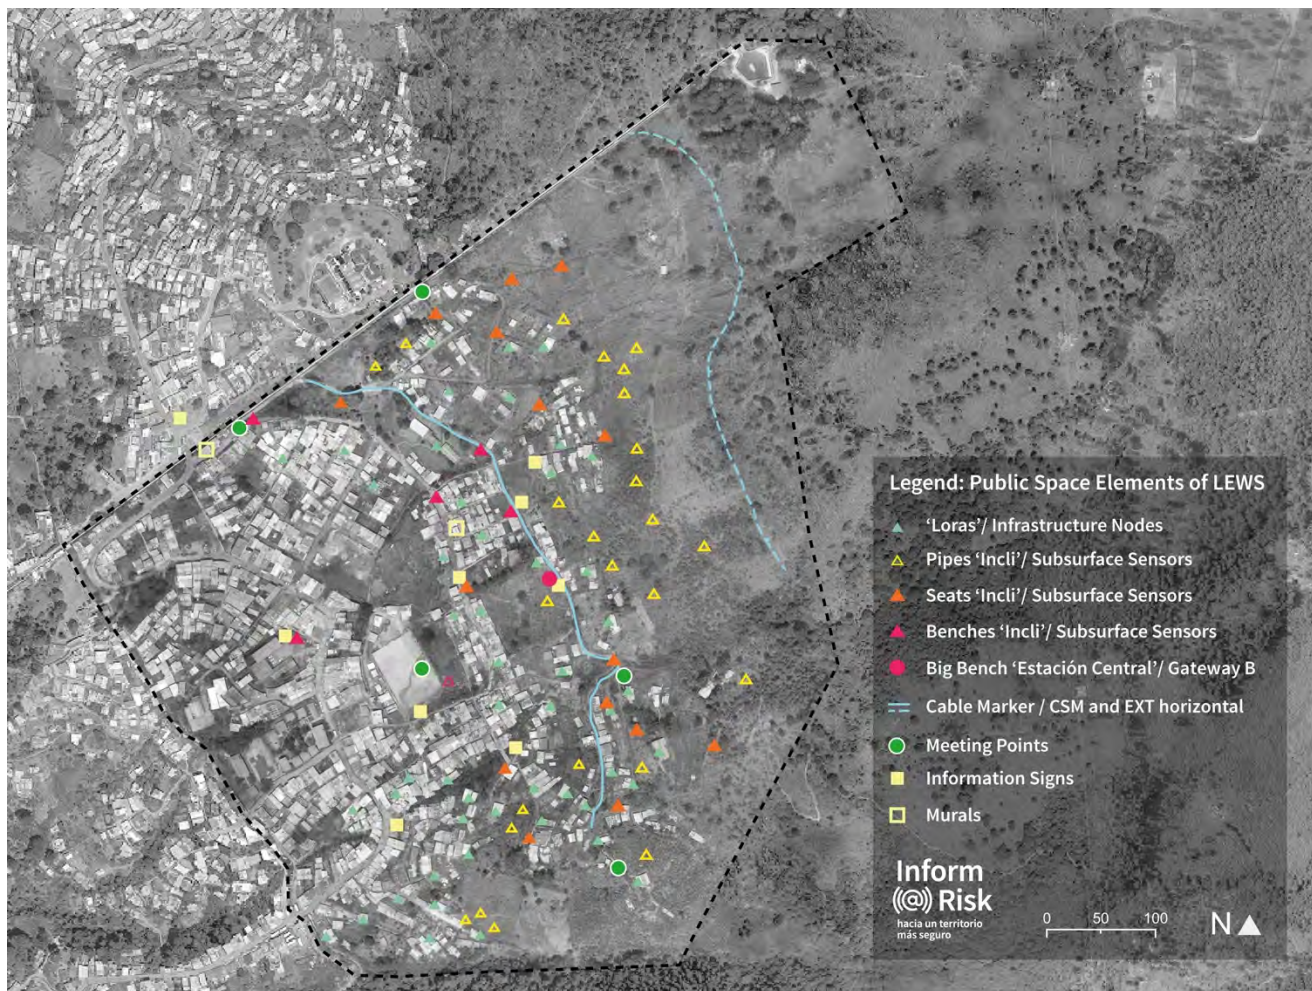 Legend: Public Space Elements of LEWS
‘Loras’/ Infrastructure Nodes
Pipes ‘Incli’/ Subsurface Sensors
Seats ‘Incli’/ Subsurface Sensors
Benches ‘Incli’/ Subsurface Sensors
Big Bench ‘Estación Central’/ Gateway B
Cable Marker / CSM and EXT horizontal
Meeting Points
Information Signs
Murals
Inform
((@)) Risk
hacia un territorio
más seguro
0 50 100
N